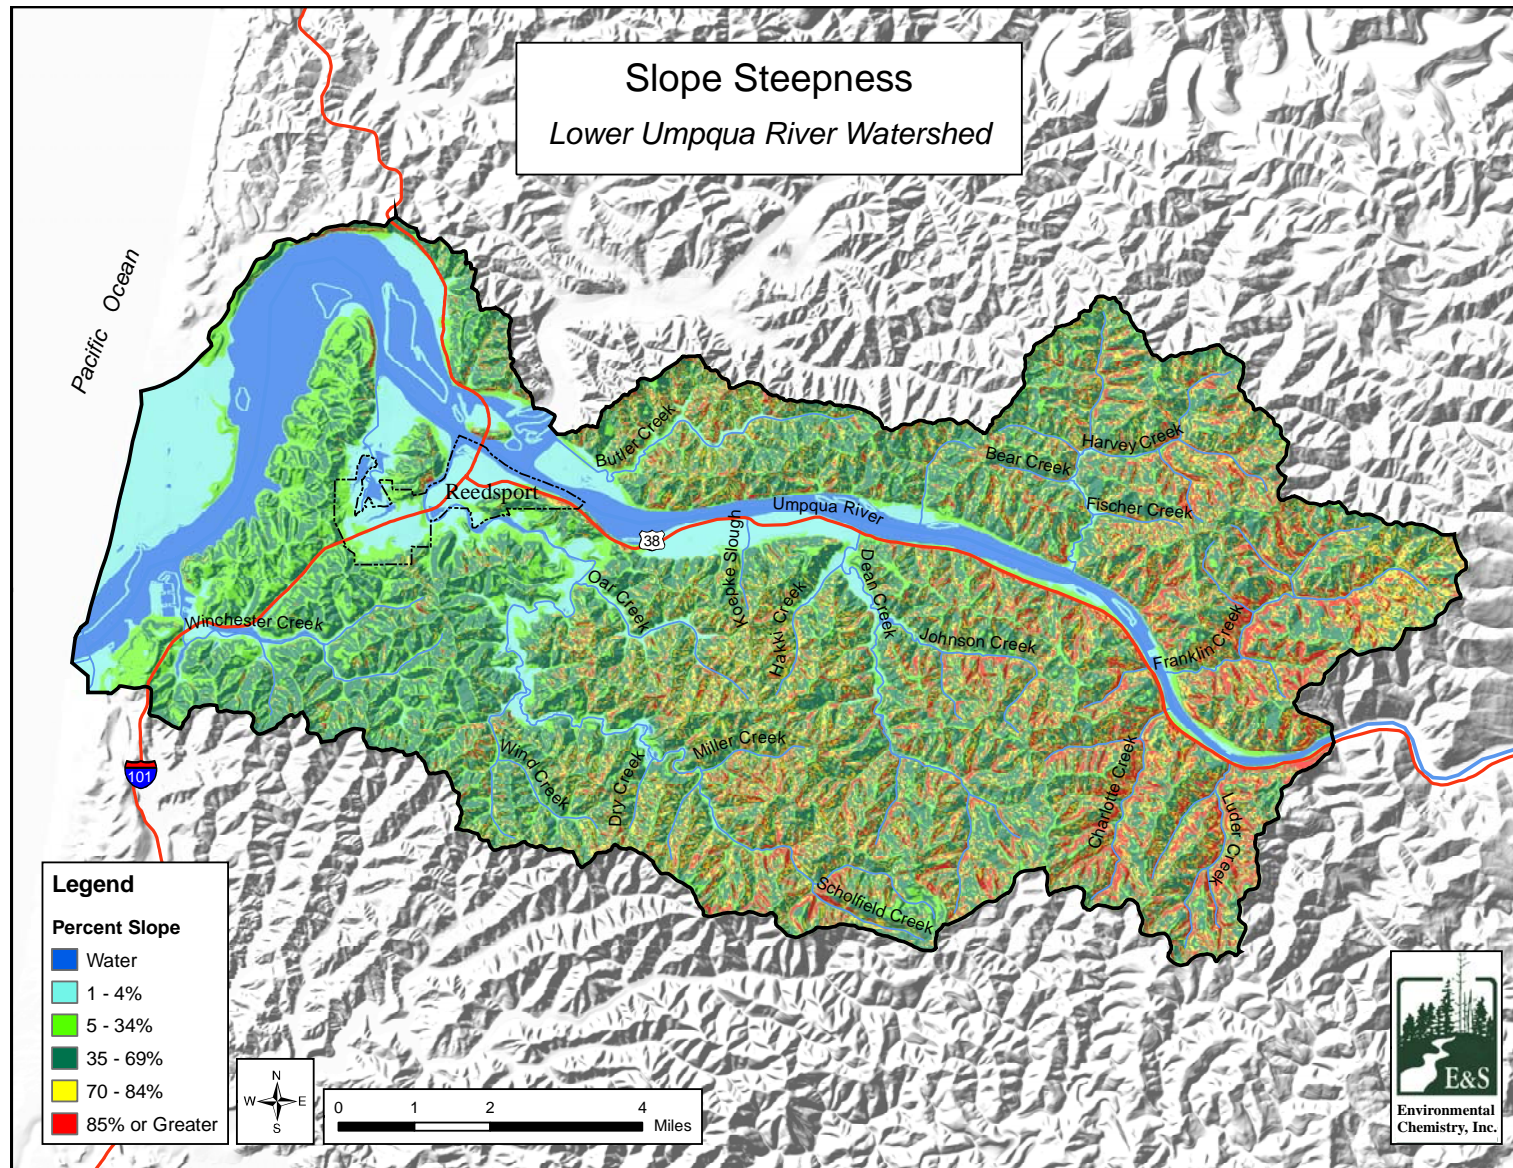 Slope Steepness
Lower Umpqua River Watershed
Pacific Ocean
Butler Creek
Harvey Creek
Bear Creek
Reedsport
Umpqua River
Fischer Creek
38
Koepke Slough
Oar Creek
Hakki Creek
Dean Creek
Winchester Creek
Johnson Creek
Franklin Creek
Wind Creek
Dry Creek
Miller Creek
Charlotte Creek
Luder Creek
101
Scholfield Creek
Legend
Percent Slope
Water
1 - 4%
5 - 34%
35 - 69%
70 - 84%
85% or Greater
N
W E
S
0 1 2 4
Miles
E&S
Environmental
Chemistry, Inc.